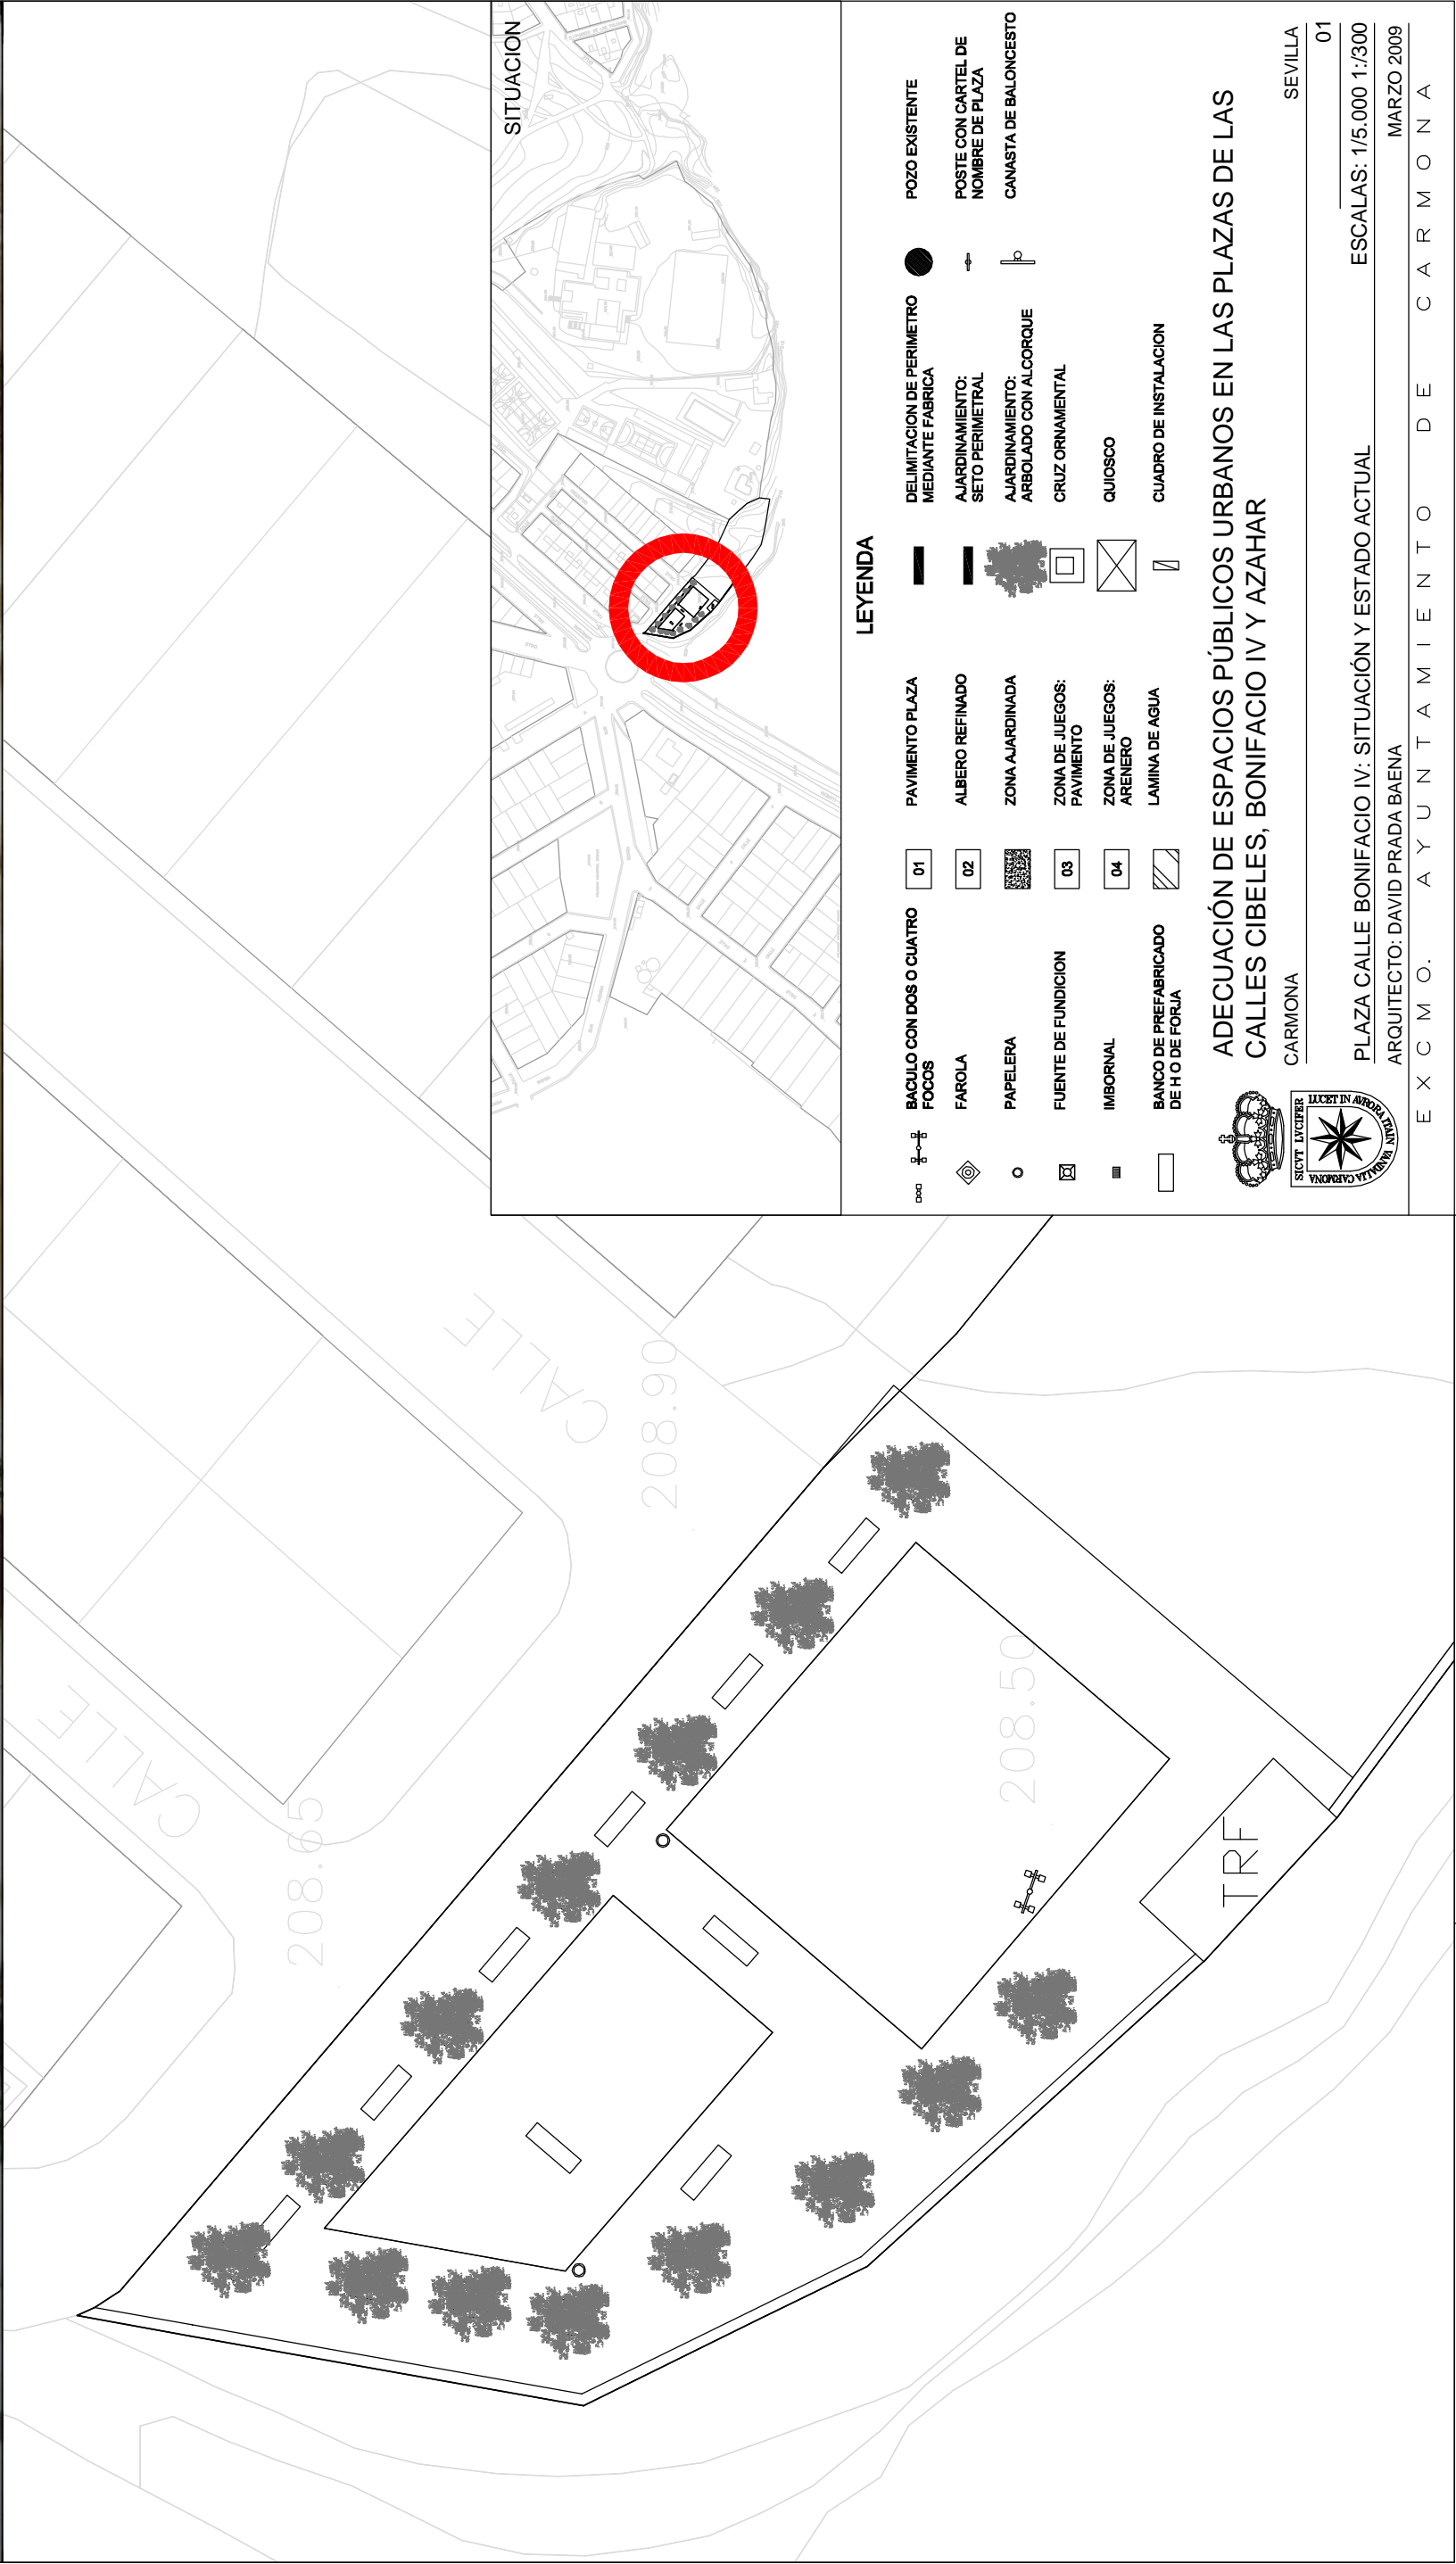 SITUACION
LEYENDA
BACULO CON DOS O CUATRO
FOCOS
FAROLA
PAPELERA
FUENTE DE FUNDICION
IMBORNAL
BANCO DE PREFABRICADO
DE H O DE FORJA
01
PAVIMENTO PLAZA
02
ALBERO REFINADO
ZONA AJARDINADA
03
ZONA DE JUEGOS:
PAVIMENTO
04
ZONA DE JUEGOS:
ARENERO
LAMINA DE AGUA
DELIMITACION DE PERIMETRO
MEDIANTE FABRICA
AJARDINAMIENTO:
SETO PERIMETRAL
AJARDINAMIENTO:
ARBOLADO CON ALCORQUE
CRUZ ORNAMENTAL
QUIOSCO
CUADRO DE INSTALACION
POZO EXISTENTE
POSTE CON CARTEL DE
NOMBRE DE PLAZA
CANASTA DE BALONCESTO
ADECUACIÓN DE ESPACIOS PÚBLICOS URBANOS EN LAS PLAZAS DE LAS
CALLES CIBELES, BONIFACIO IV Y AZAHAR
CARMONA SEVILLA
01
PLAZA CALLE BONIFACIO IV: SITUACIÓN Y ESTADO ACTUAL ESCALAS: 1/5.000 1:/300
ARQUITECTO: DAVID PRADA BAENA MARZO 2009
EXCMO. AYUNTAMIENTO DE CARMONA
SICVT LVCIFER LVCET IN AVRORA ITA IN VANDALIA CARMONA
CALLE
208.65
CALLE
208.90
208.50
TRF